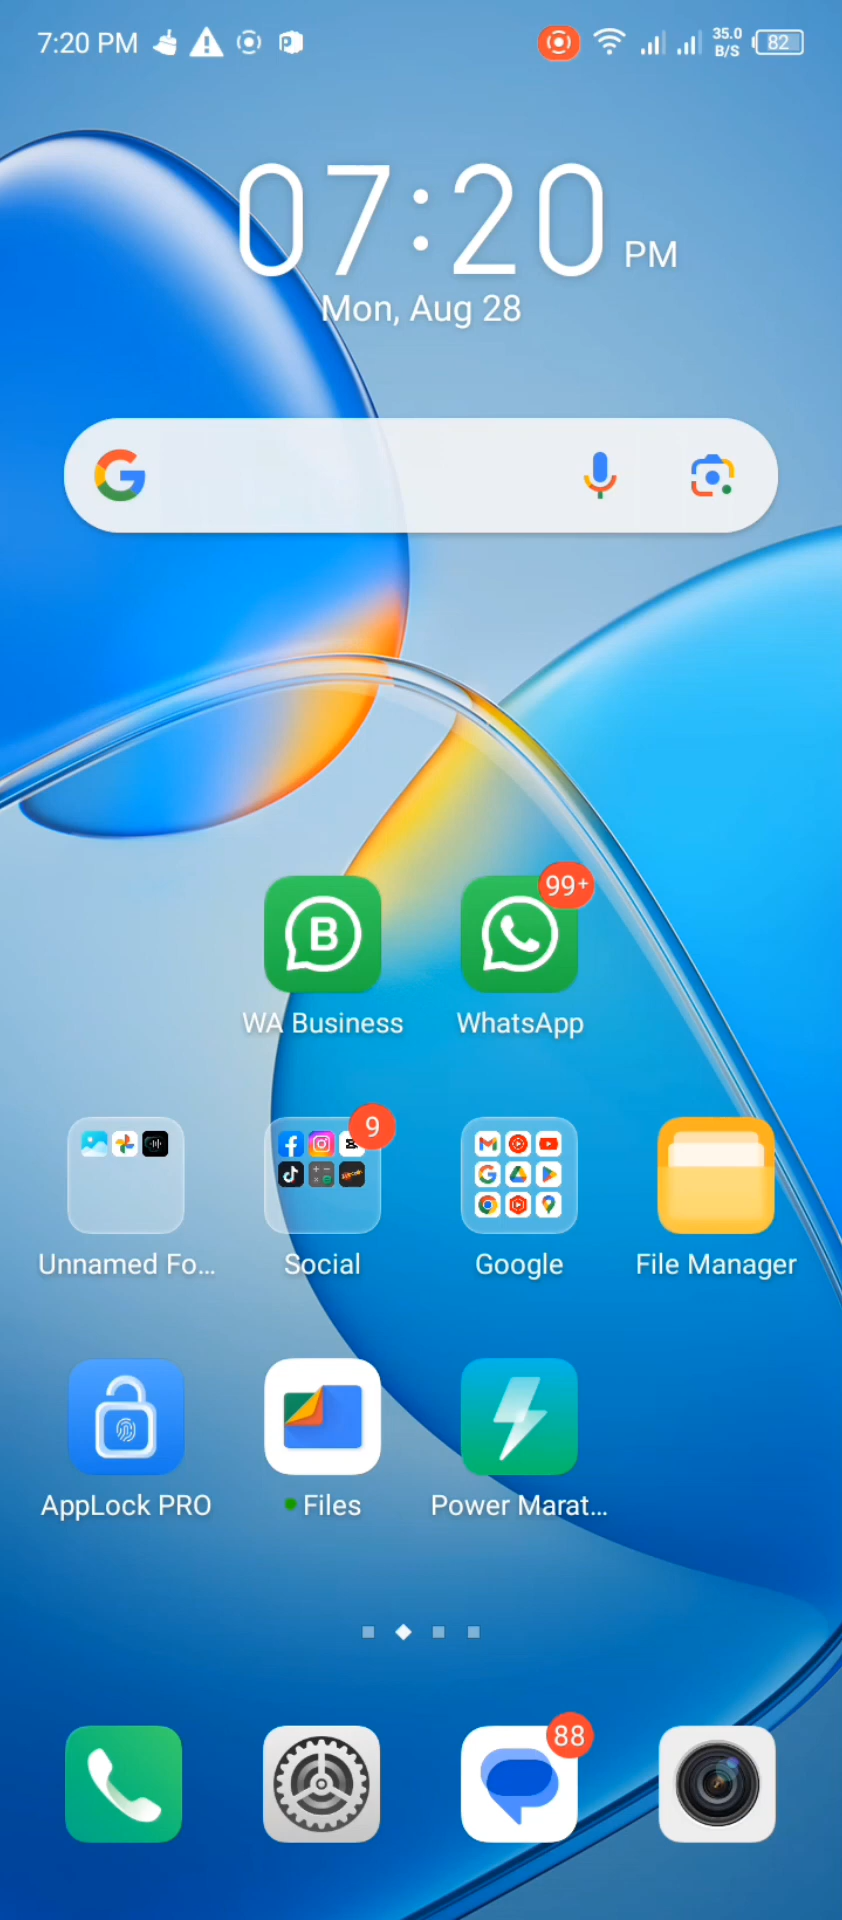 7:20 PM
35.0
B/S
82
07:20 PM
Mon, Aug 28
99+
WA Business
WhatsApp
9
Unnamed Fo...
Social
Google
File Manager
AppLock PRO
Files
Power Marat...
88